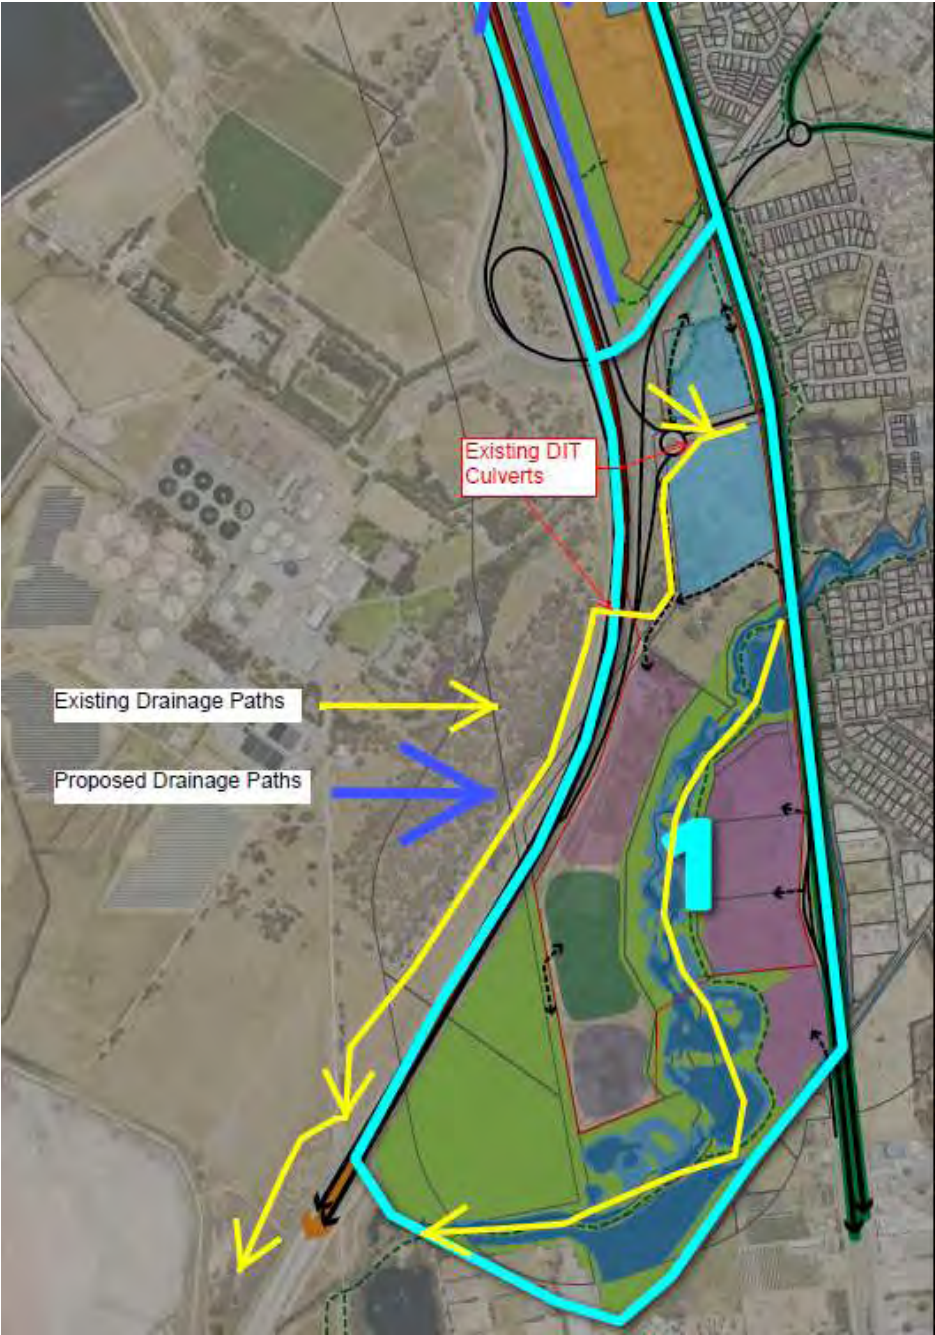 Existing DIT
Culverts
Existing Drainage Paths
Proposed Drainage Paths
1